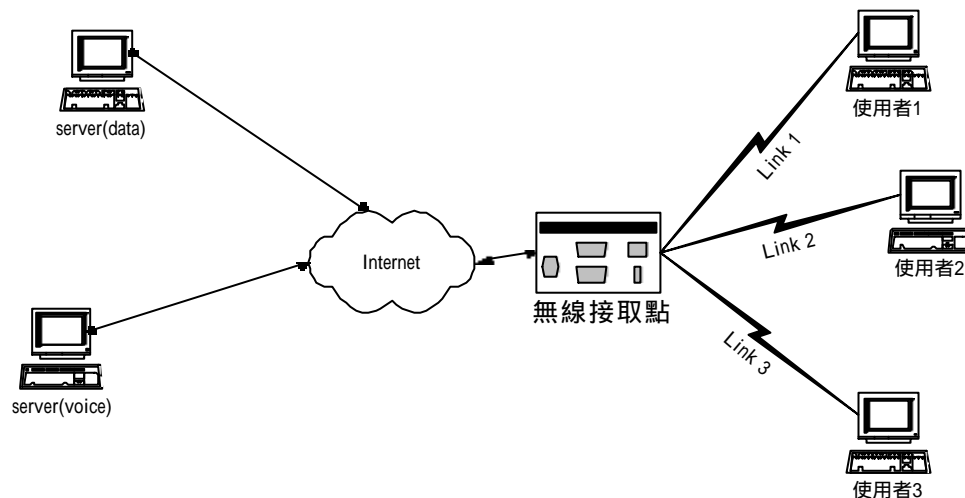 server(data)
server(voice)
Internet
無線接取點
Link 1
Link 2
Link 3
使用者1
使用者2
使用者3